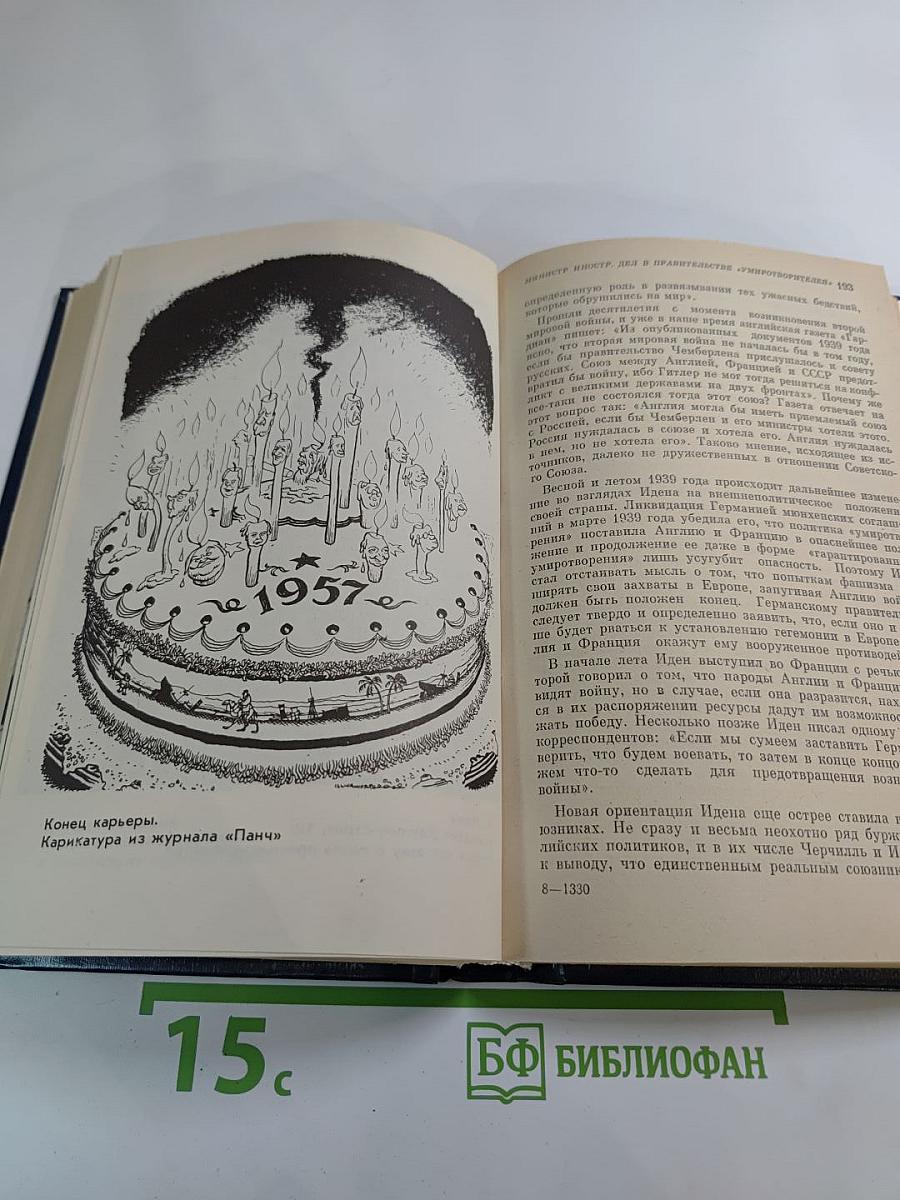 1957
Конец карьеры.
Карикатура из журнала «Панч»
МИНИСТР ИНОСТР. ДЕЛ В ПРАВИТЕЛЬСТВЕ «УМИРОТВОРИТЕЛЕЙ» 193
определенную роль в развязывании тех ужасных бедствий,
которые обрушились на мир».
Прошли десятилетия с момента возникновения второй
мировой войны, и уже в наше время английская газета «Гар-
диан» пишет: «Из опубликованных документов 1939 года
ясно, что вторая мировая война не началась бы в том году,
если бы правительство Чемберлена прислушалось к совету
русских. Союз между Англией, Францией и СССР предот-
вратил бы войну, ибо Гитлер не мог тогда решиться на конф-
ликт с великими державами на двух фронтах». Почему же
все-таки не состоялся тогда этот союз? Газета отвечает на
этот вопрос так: «Англия могла бы иметь приемлемый союз
с Россией, если бы Чемберлен и его министры хотели этого.
Россия нуждалась в союзе и хотела его. Англия нуждалась
в нем, но не хотела его». Таково мнение, исходящее из ис-
точников, далеко не дружественных в отношении Советско-
го Союза.
Весной и летом 1939 года происходит дальнейшее измене-
ние во взглядах Идена на внешнеполитическое положени
своей страны. Ликвидация Германией мюнхенских соглаше
ний в марте 1939 года убедила его, что политика «умиротв
рения» поставила Англию и Францию в опаснейшее пол
жение и продолжение ее даже в форме «гарантированн
умиротворения» лишь усугубит опасность. Поэтому И
стал отстаивать мысль о том, что попыткам фашизма
ширять свои захваты в Европе, запугивая Англию вой
должен быть положен конец. Германскому правител
следует твердо и определенно заявить, что, если оно и
ше будет рваться к установлению гегемонии в Европе
лия и Франция окажут ему вооруженное противодей
В начале лета Иден выступил во Франции с речью
торой говорил о том, что народы Англии и Франци
видят войну, но в случае, если она разразится, нах
ся в их распоряжении ресурсы дадут им возможнос
жать победу. Несколько позже Иден писал одному
корреспондентов: «Если мы сумеем заставить Герм
верить, что будем воевать, то затем в конце концо
жем что-то сделать для предотвращения возн
войны».
Новая ориентация Идена еще острее ставила в
юзниках. Не сразу и весьма неохотно ряд бурж
лийских политиков, и в их числе Черчилль и И
к выводу, что единственным реальным союзник
8—1330
15 с
БФ БИБЛИОФАН